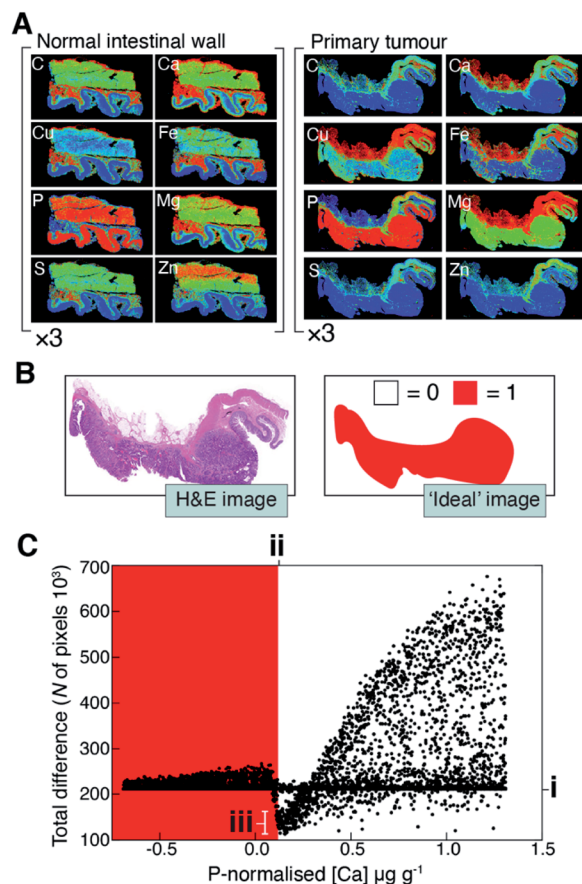 A
Normal intestinal wall
Primary tumour
C Ca
Cu Fe
P Mg
S Zn
×3
C Ca
Cu Fe
P Mg
S Zn
×3
B
= 0 = 1
H&E image
'Ideal' image
C
ii
700
600
500
400
300
200
100
Total difference (N of pixels 10³)
i
iii
-0.5 0.0 0.5 1.0 1.5
P-normalised [Ca] µg g⁻¹